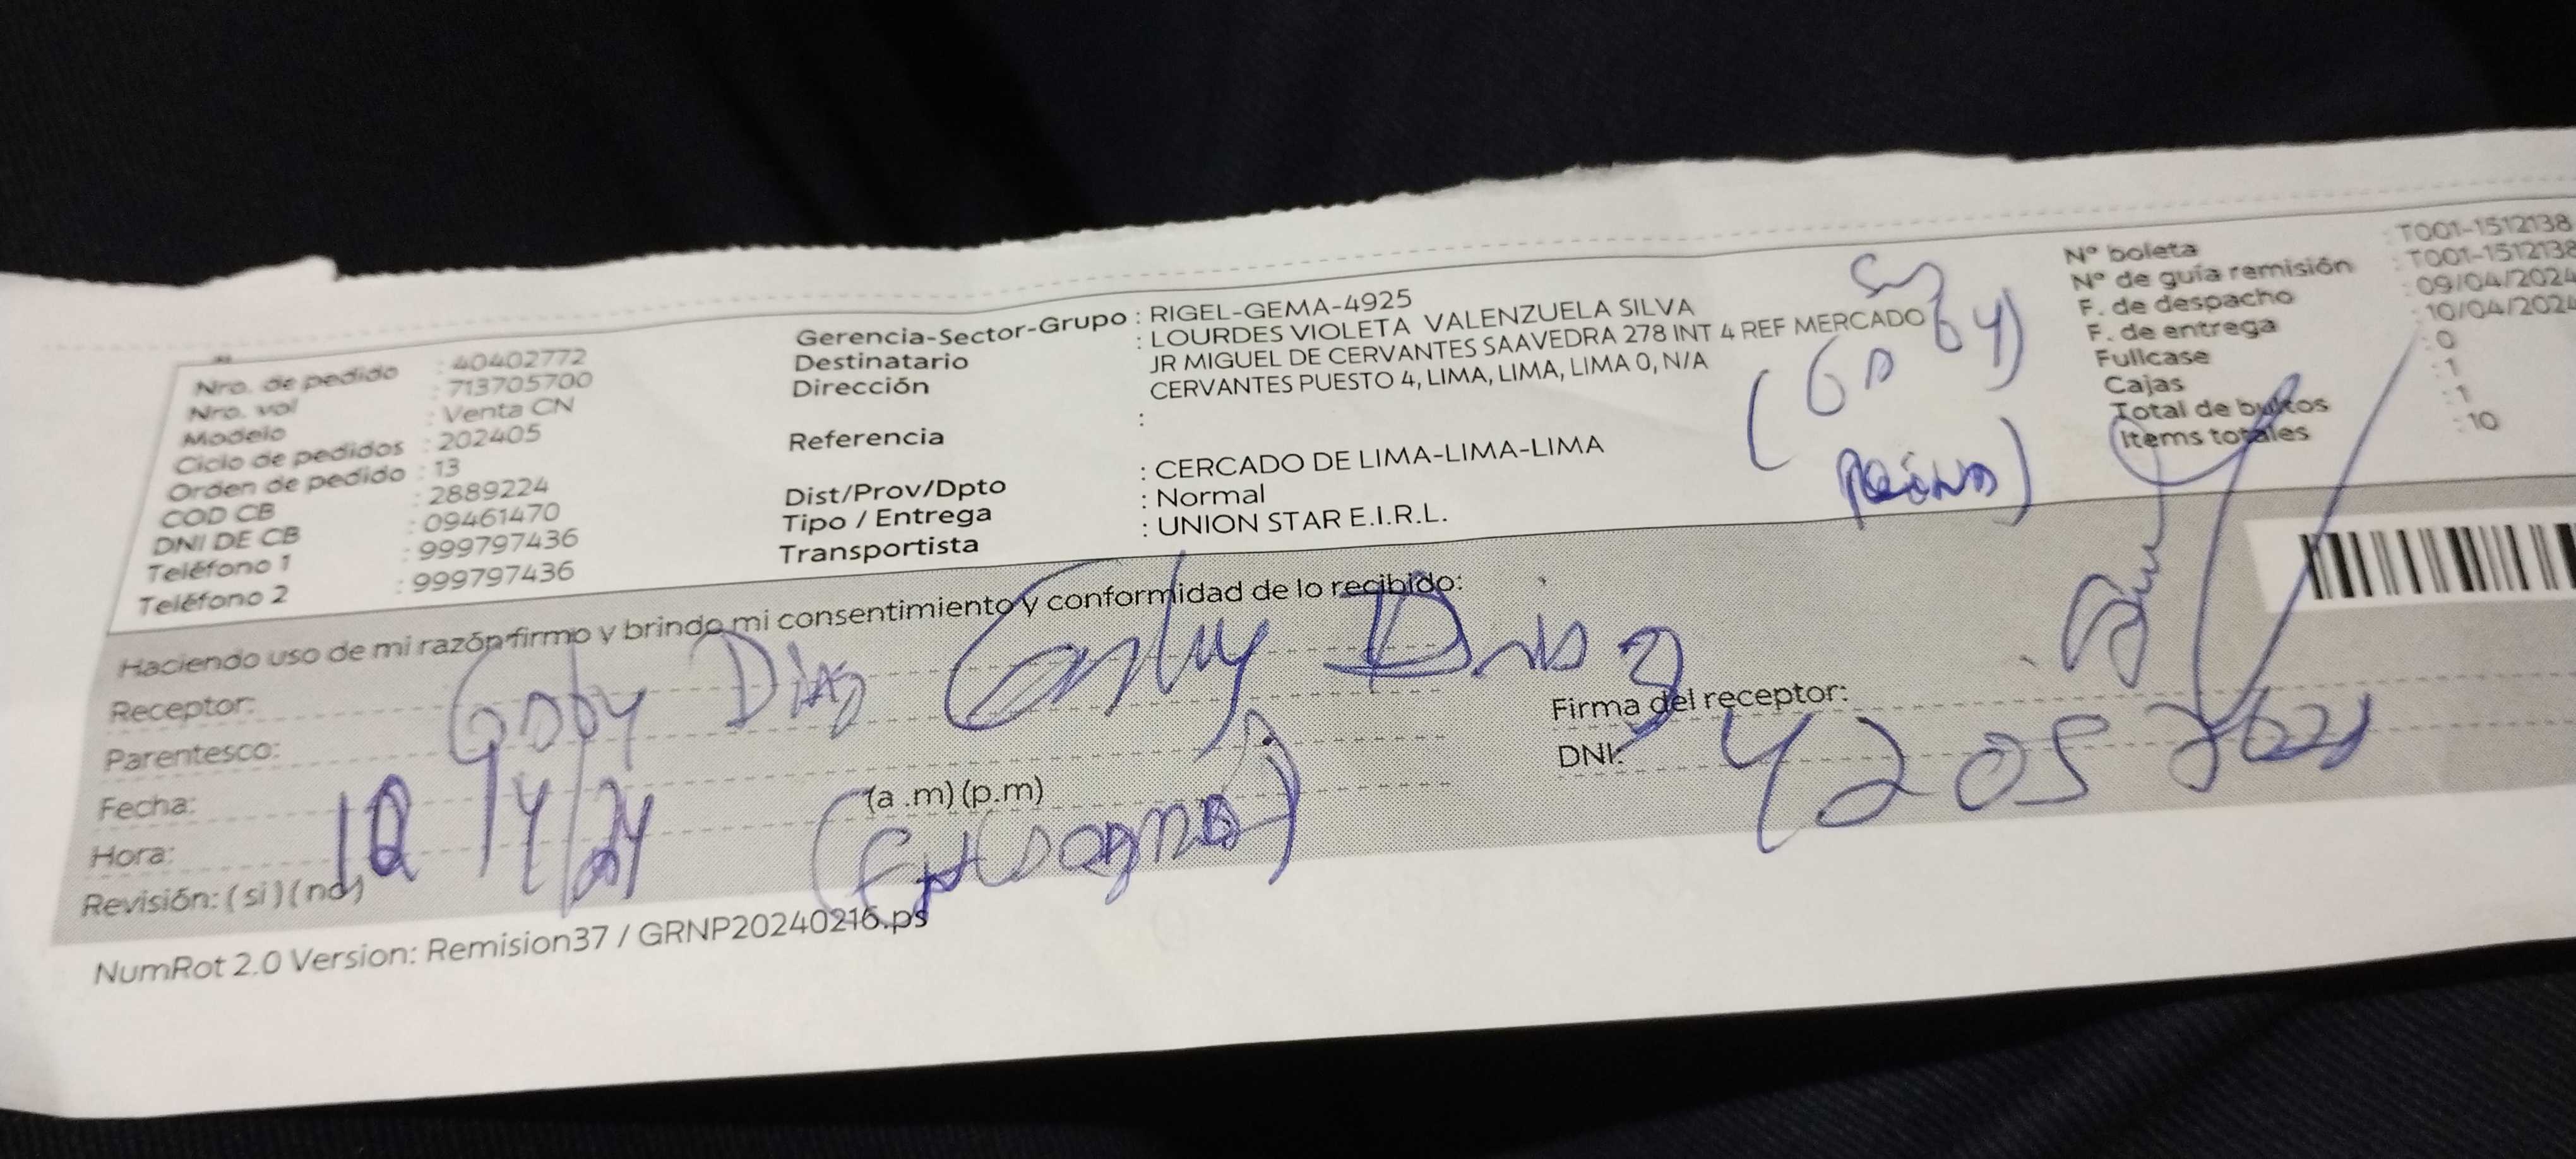 Nro. de pedido : 40402772
Nro. vol : 713705700
Modelo : Venta CN
Ciclo de pedidos : 202405
Orden de pedido : 13
COD CB : 2889224
DNI DE CB : 09461470
Teléfono 1 : 999797436
Teléfono 2 : 999797436
Gerencia-Sector-Grupo : RIGEL-GEMA-4925
Destinatario : LOURDES VIOLETA VALENZUELA SILVA
Dirección JR MIGUEL DE CERVANTES SAAVEDRA 278 INT 4 REF MERCADO
CERVANTES PUESTO 4, LIMA, LIMA, LIMA 0, N/A
Referencia :
Dist/Prov/Dpto : CERCADO DE LIMA-LIMA-LIMA
Tipo / Entrega : Normal
Transportista : UNION STAR E.I.R.L.
(Gaby
N° boleta : T001-1512138
N° de guía remisión : T001-1512138
F. de despacho : 09/04/2024
F. de entrega : 10/04/2024
Fullcase : 0
Cajas : 1
Total de bultos : 1
Items totales : 10
Haciendo uso de mi razón firmo y brindo mi consentimiento y conformidad de lo recibido:
Receptor: Gaby Diaz
Parentesco:
Fecha: 10/4/24
Hora: (a .m) (p.m)
Revisión: ( si ) ( no )
Firma del receptor:
DNI:
NumRot 2.0 Version: Remision37 / GRNP20240216.ps